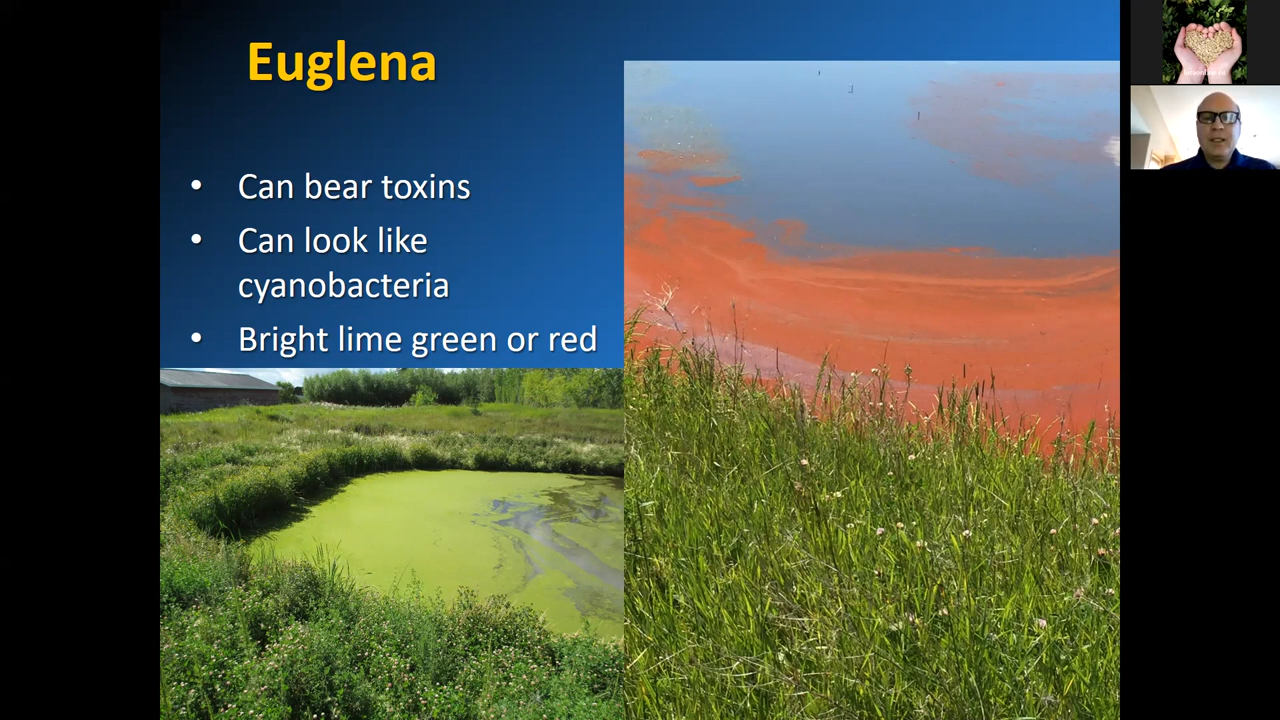 Euglena
• Can bear toxins
• Can look like
cyanobacteria
• Bright lime green or red